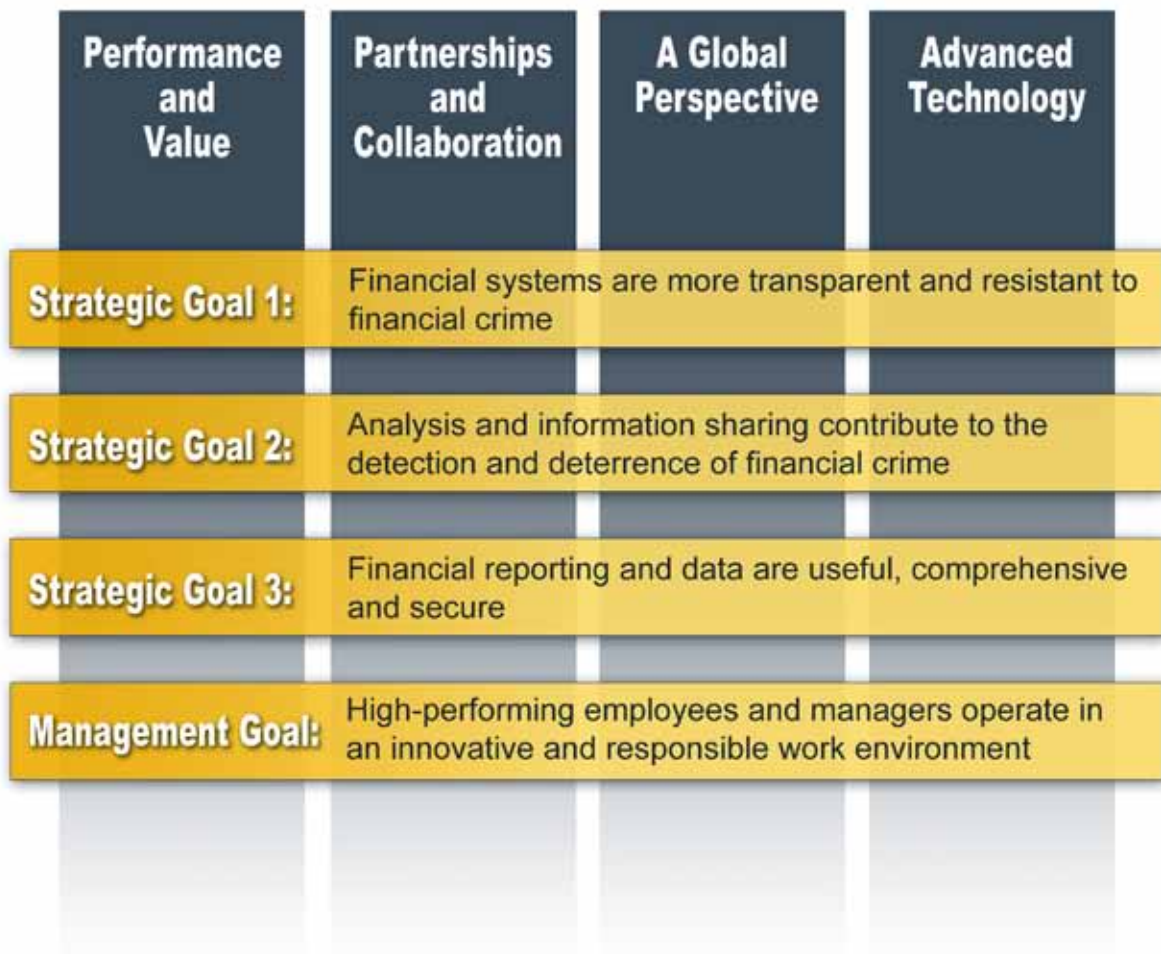 Performance
and
Value
Partnerships
and
Collaboration
A Global
Perspective
Advanced
Technology
Strategic Goal 1:
Financial systems are more transparent and resistant to
financial crime
Strategic Goal 2:
Analysis and information sharing contribute to the
detection and deterrence of financial crime
Strategic Goal 3:
Financial reporting and data are useful, comprehensive
and secure
Management Goal:
High-performing employees and managers operate in
an innovative and responsible work environment